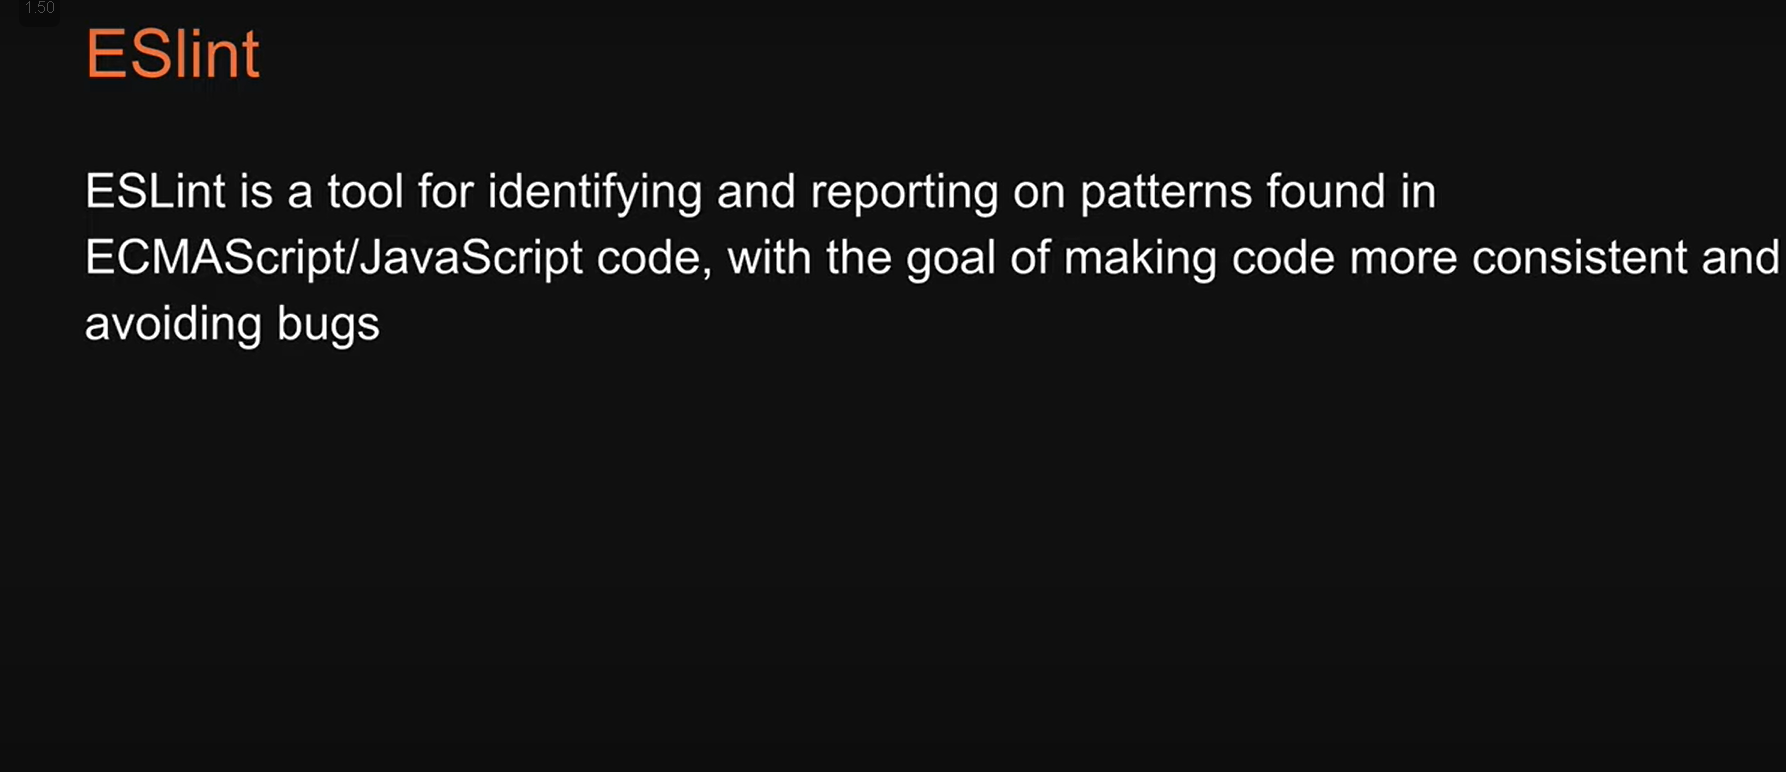 1.50
ESlint
ESLint is a tool for identifying and reporting on patterns found in
ECMAScript/JavaScript code, with the goal of making code more consistent and
avoiding bugs